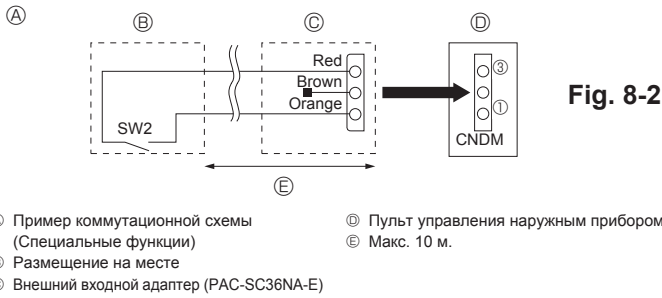 Ⓐ
Ⓑ
Ⓒ
Ⓓ
Red
Brown
Orange
SW2
③
①
CNDM
Fig. 8-2
Ⓔ
Пример коммутационной схемы
(Специальные функции)
Размещение на месте
Внешний входной адаптер (PAC-SC36NA-E)
Ⓓ Пульт управления наружным прибором
Ⓔ Макс. 10 м.